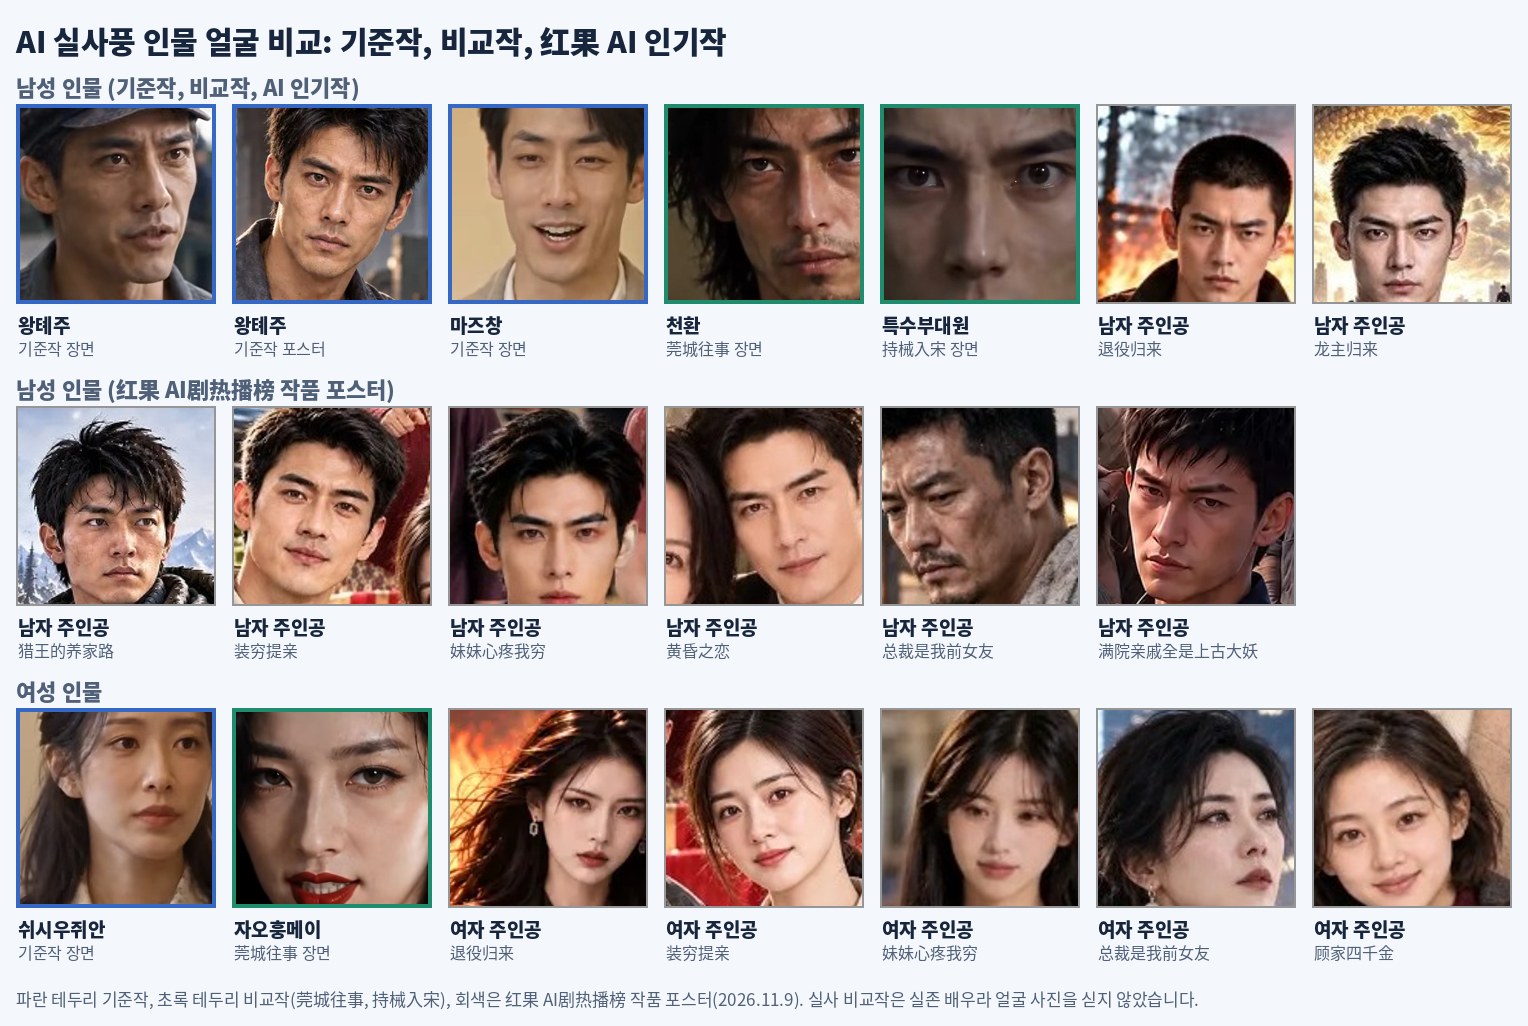 AI 실사풍 인물 얼굴 비교: 기준작, 비교작, 红果 AI 인기작
남성 인물 (기준작, 비교작, AI 인기작)
왕톄주
기준작 장면
왕톄주
기준작 포스터
마즈창
기준작 장면
천환
莞城往事 장면
특수부대원
持械入宋 장면
남자 주인공
退役归来
남자 주인공
龙主归来
남성 인물 (红果 AI剧热播榜 작품 포스터)
남자 주인공
猎王的养家路
남자 주인공
装穷提亲
남자 주인공
妹妹心疼我穷
남자 주인공
黄昏之恋
남자 주인공
总裁是我前女友
남자 주인공
满院亲戚全是上古大妖
여성 인물
쉬시우쥐안
기준작 장면
자오훙메이
莞城往事 장면
여자 주인공
退役归来
여자 주인공
装穷提亲
여자 주인공
妹妹心疼我穷
여자 주인공
总裁是我前女友
여자 주인공
顾家四千金
파란 테두리 기준작, 초록 테두리 비교작(莞城往事, 持械入宋), 회색은 红果 AI剧热播榜 작품 포스터(2026.11.9). 실사 비교작은 실존 배우라 얼굴 사진을 싣지 않았습니다.